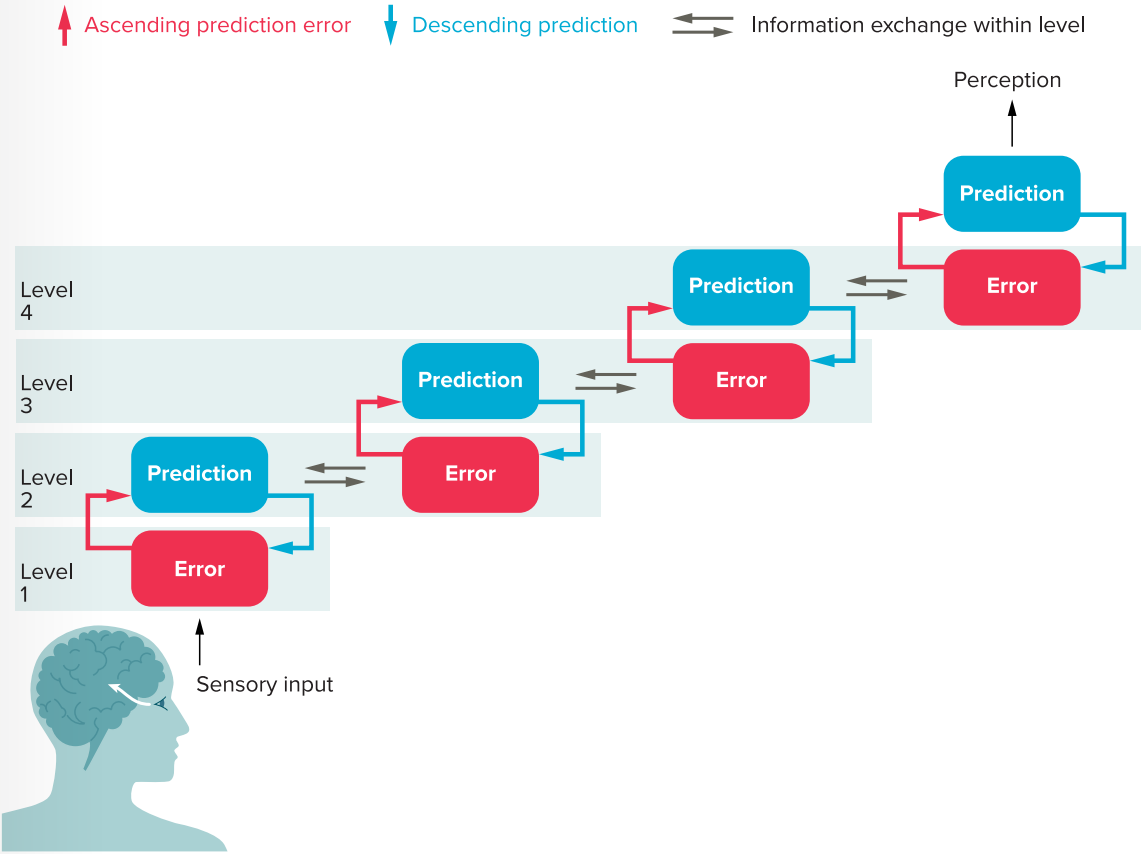 Ascending prediction error
Descending prediction
Information exchange within level
Perception
Prediction
Level
4
Prediction
Error
Level
3
Prediction
Error
Level
2
Prediction
Error
Level
1
Error
Sensory input